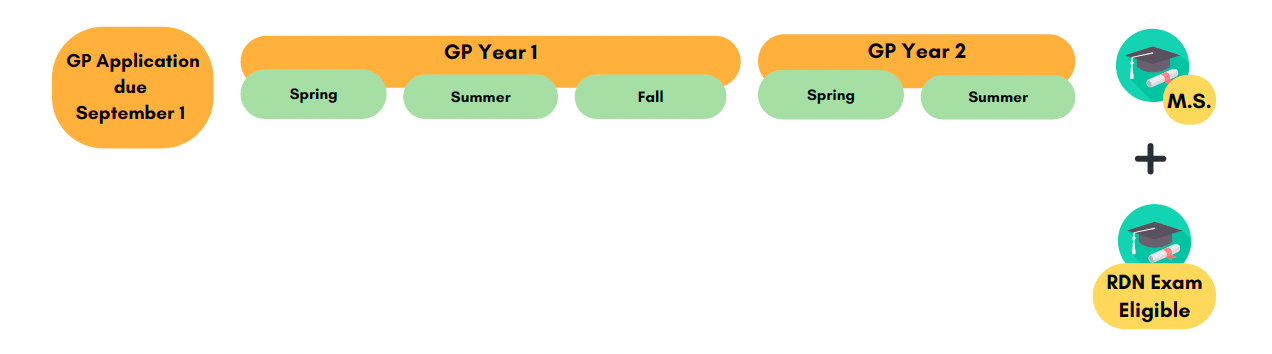 GP Application
due
September 1
GP Year 1
Spring
Summer
Fall
GP Year 2
Spring
Summer
M.S.
+
RDN Exam
Eligible